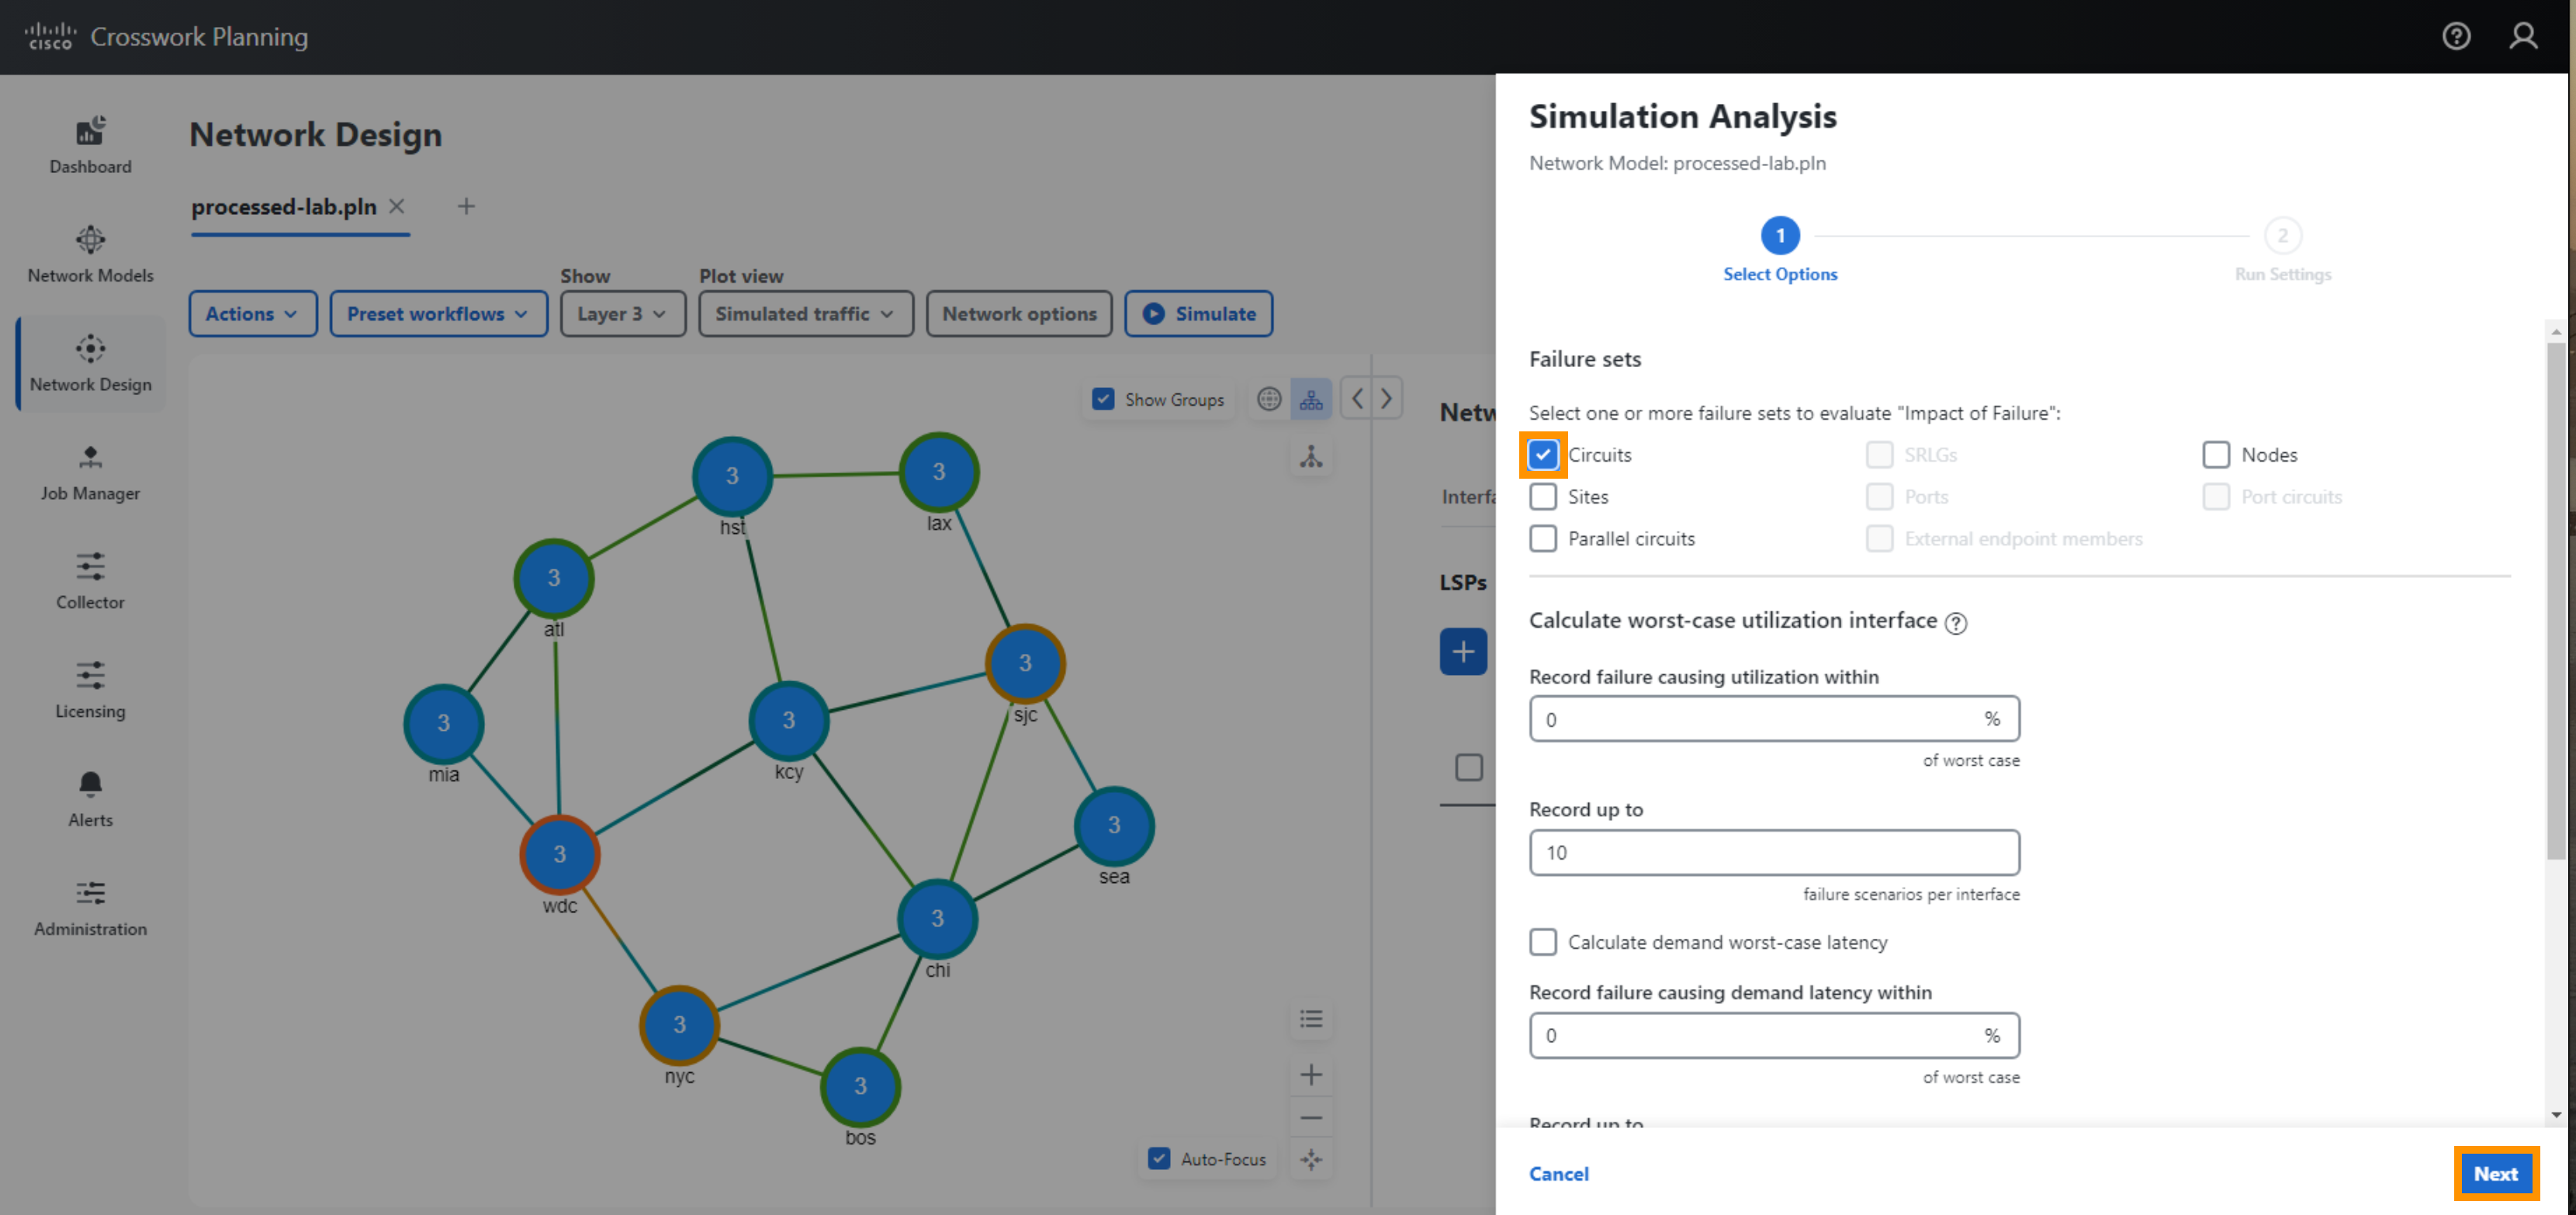 cisco Crosswork Planning
Dashboard
Network Models
Network Design
Job Manager
Collector
Licensing
Alerts
Administration
Network Design
processed-lab.pln
Show
Plot view
Actions
Preset workflows
Layer 3
Simulated traffic
Network options
Simulate
Show Groups
3
hst
3
lax
3
atl
3
sjc
3
mia
3
kcy
3
sea
3
wdc
3
chi
3
nyc
3
bos
Auto-Focus
Netw
Interfa
LSPs
Simulation Analysis
Network Model: processed-lab.pln
1
2
Select Options
Run Settings
Failure sets
Select one or more failure sets to evaluate "Impact of Failure":
Circuits
SRLGs
Nodes
Sites
Ports
Port circuits
Parallel circuits
External endpoint members
Calculate worst-case utilization interface ?
Record failure causing utilization within
0 %
of worst case
Record up to
10
failure scenarios per interface
Calculate demand worst-case latency
Record failure causing demand latency within
0 %
of worst case
Record up to
Cancel
Next